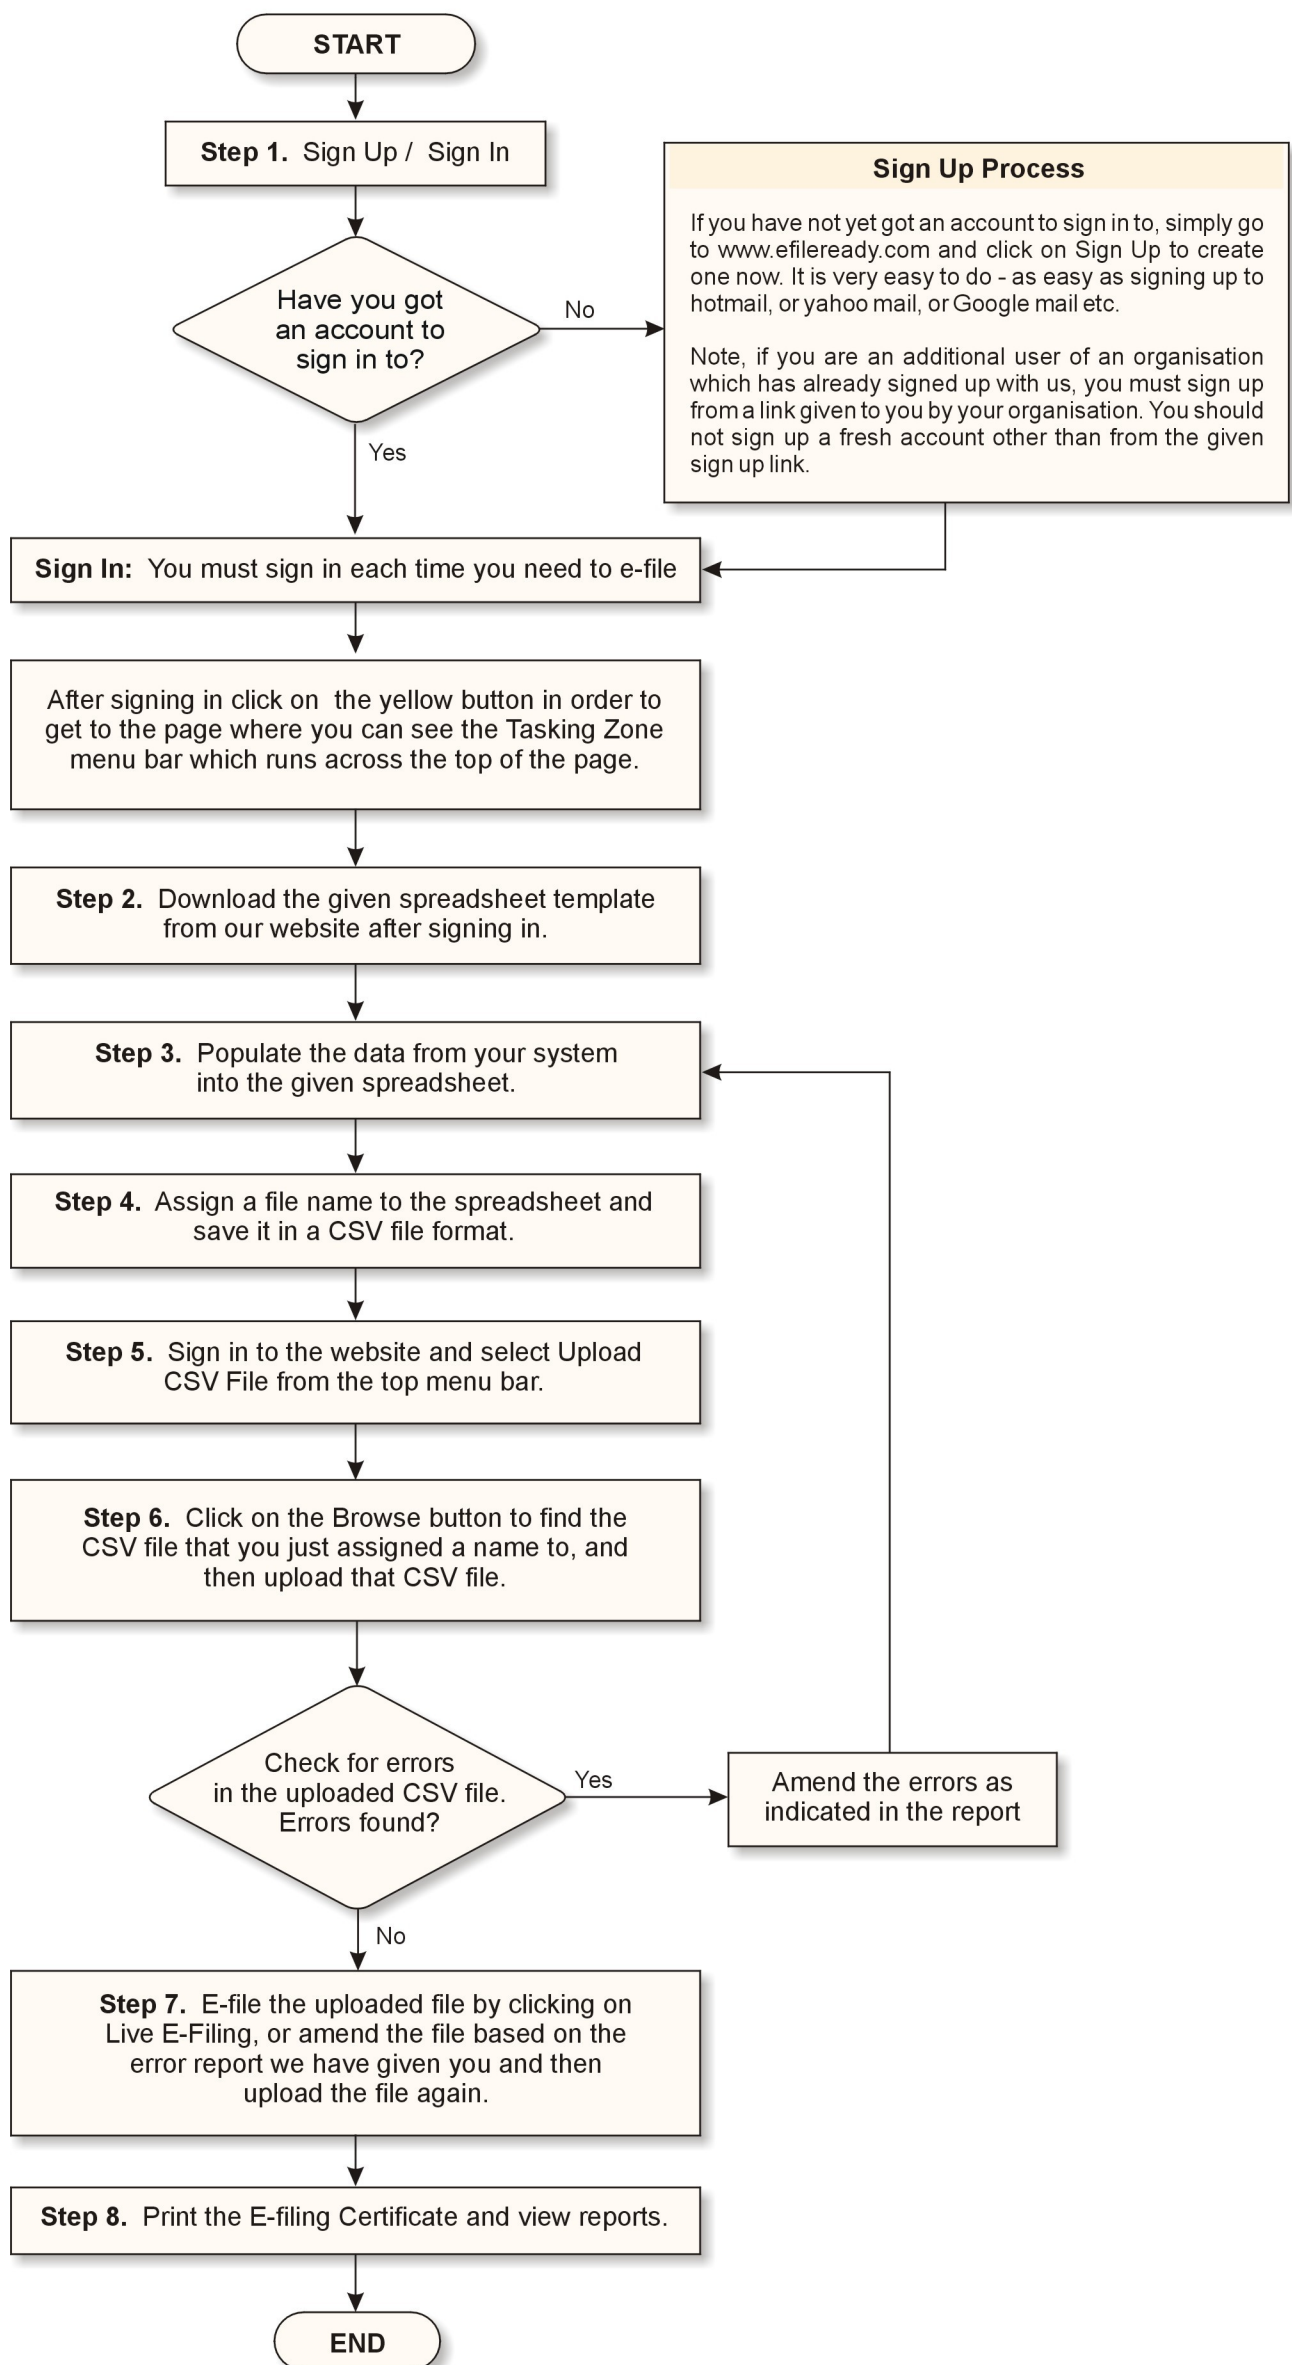 START
Step 1. Sign Up / Sign In
Have you got
an account to
sign in to?
No
Sign Up Process
If you have not yet got an account to sign in to, simply go
to www.efileready.com and click on Sign Up to create
one now. It is very easy to do - as easy as signing up to
hotmail, or yahoo mail, or Google mail etc.
Note, if you are an additional user of an organisation
which has already signed up with us, you must sign up
from a link given to you by your organisation. You should
not sign up a fresh account other than from the given
sign up link.
Yes
Sign In: You must sign in each time you need to e-file
After signing in click on the yellow button in order to
get to the page where you can see the Tasking Zone
menu bar which runs across the top of the page.
Step 2. Download the given spreadsheet template
from our website after signing in.
Step 3. Populate the data from your system
into the given spreadsheet.
Step 4. Assign a file name to the spreadsheet and
save it in a CSV file format.
Step 5. Sign in to the website and select Upload
CSV File from the top menu bar.
Step 6. Click on the Browse button to find the
CSV file that you just assigned a name to, and
then upload that CSV file.
Check for errors
in the uploaded CSV file.
Errors found?
Yes
Amend the errors as
indicated in the report
No
Step 7. E-file the uploaded file by clicking on
Live E-Filing, or amend the file based on the
error report we have given you and then
upload the file again.
Step 8. Print the E-filing Certificate and view reports.
END